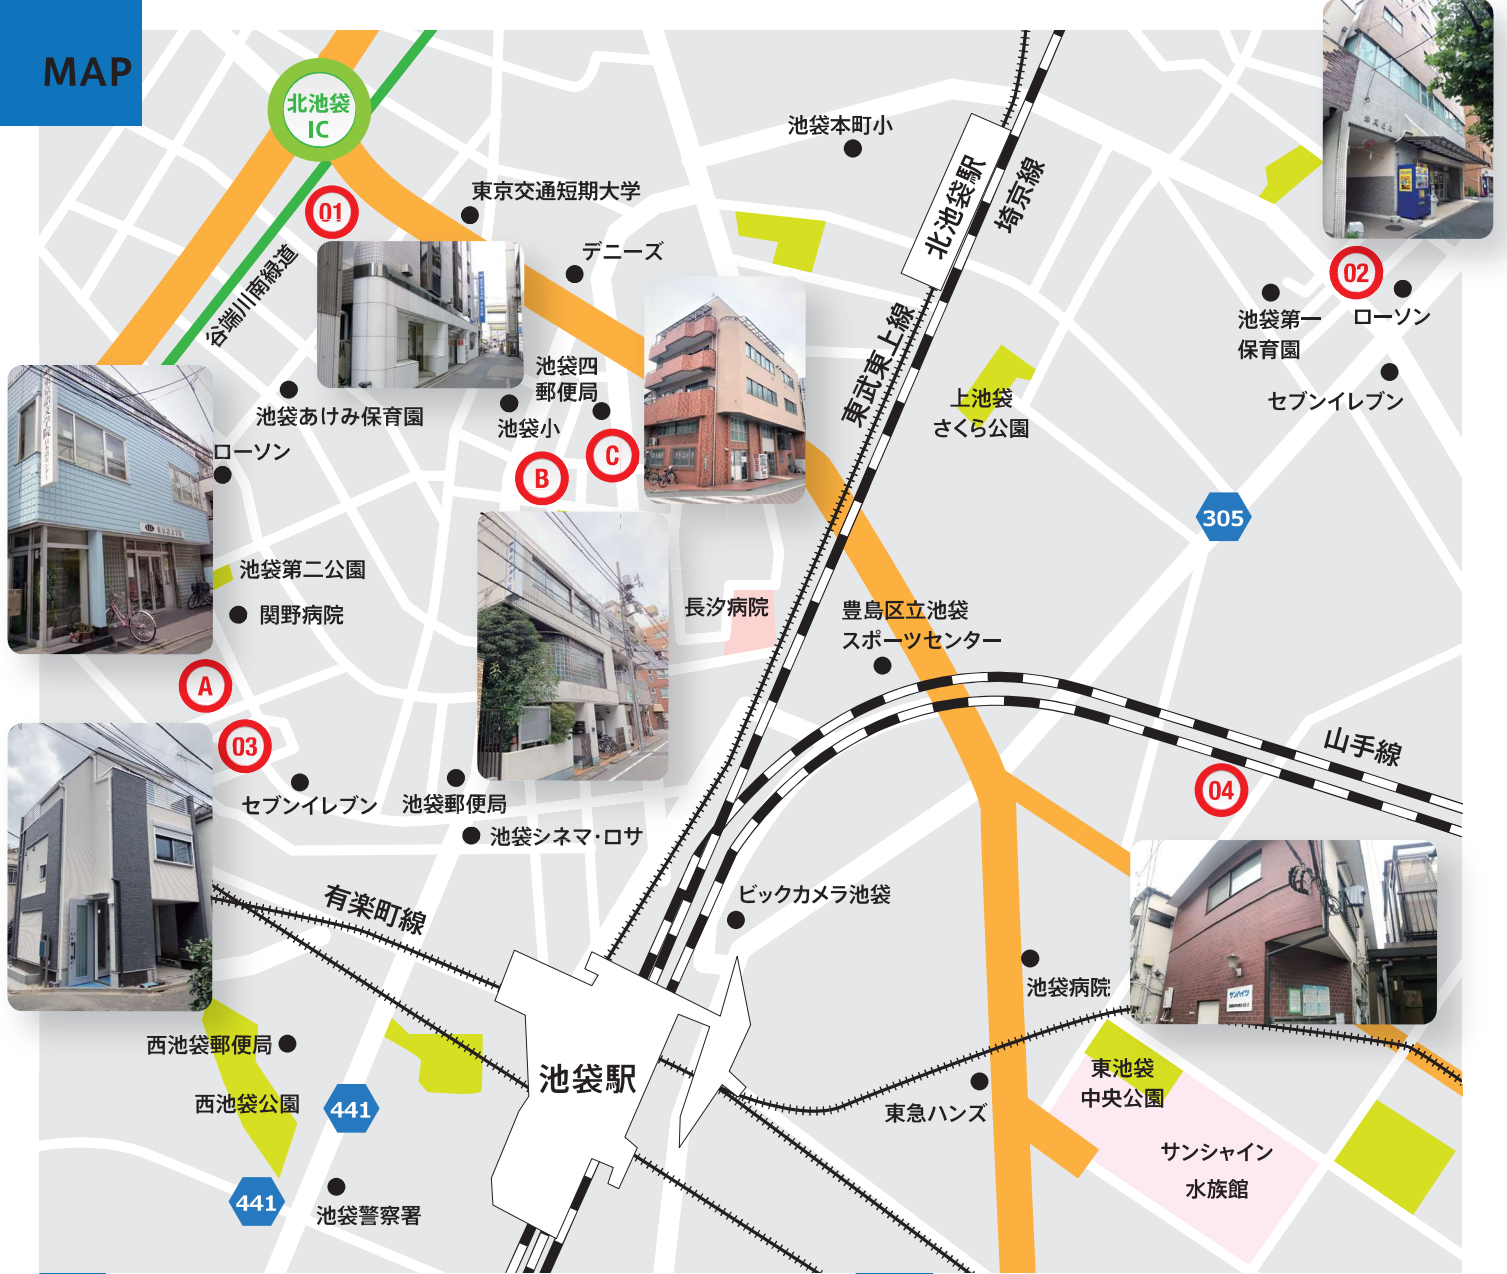 MAP
北池袋
IC
01
谷端川南緑道
東京交通短期大学
デニーズ
池袋本町小
北池袋駅
埼京線
東武東上線
02
池袋第一
保育園
ローソン
セブンイレブン
上池袋
さくら公園
池袋四
郵便局
池袋小
池袋あけみ保育園
ローソン
B
C
305
池袋第二公園
関野病院
長汐病院
豊島区立池袋
スポーツセンター
A
03
セブンイレブン
池袋郵便局
池袋シネマ・ロサ
山手線
04
有楽町線
ビックカメラ池袋
池袋病院
サンハイツ
西池袋郵便局
西池袋公園
441
441
池袋警察署
池袋駅
東急ハンズ
東池袋
中央公園
サンシャイン
水族館